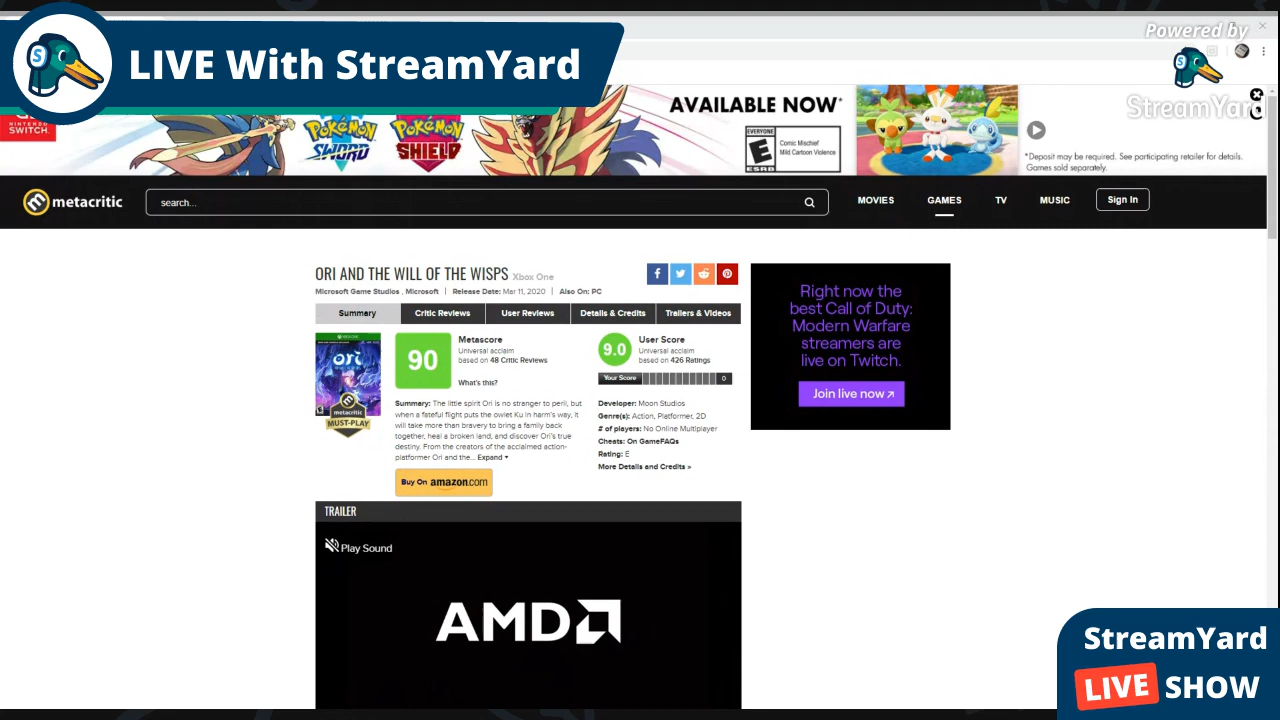 LIVE With StreamYard
Powered by
StreamYard
NINTENDO
SWITCH
POKÉMON
SWORD
POKÉMON
SHIELD
AVAILABLE NOW*
EVERYONE
E
ESRB
Comic Mischief
Mild Cartoon Violence
*Deposit may be required. See participating retailer for details.
Games sold separately.
metacritic
search...
MOVIES
GAMES
TV
MUSIC
Sign In
ORI AND THE WILL OF THE WISPS Xbox One
Microsoft Game Studios , Microsoft | Release Date: Mar 11, 2020 | Also On: PC
Summary
Critic Reviews
User Reviews
Details & Credits
Trailers & Videos
ori
metacritic
MUST-PLAY
90
Metascore
Universal acclaim
based on 48 Critic Reviews
What's this?
Summary: The little spirit Ori is no stranger to peril, but
when a fateful flight puts the owlet Ku in harm's way, it
will take more than bravery to bring a family back
together, heal a broken land, and discover Ori's true
destiny. From the creators of the acclaimed action-
platformer Ori and the... Expand
Buy On amazon.com
9.0
User Score
Universal acclaim
based on 426 Ratings
Your Score
0
Developer: Moon Studios
Genre(s): Action, Platformer, 2D
# of players: No Online Multiplayer
Cheats: On GameFAQs
Rating: E
More Details and Credits »
Right now the
best Call of Duty:
Modern Warfare
streamers are
live on Twitch.
Join live now
TRAILER
Play Sound
AMD
StreamYard
LIVE SHOW